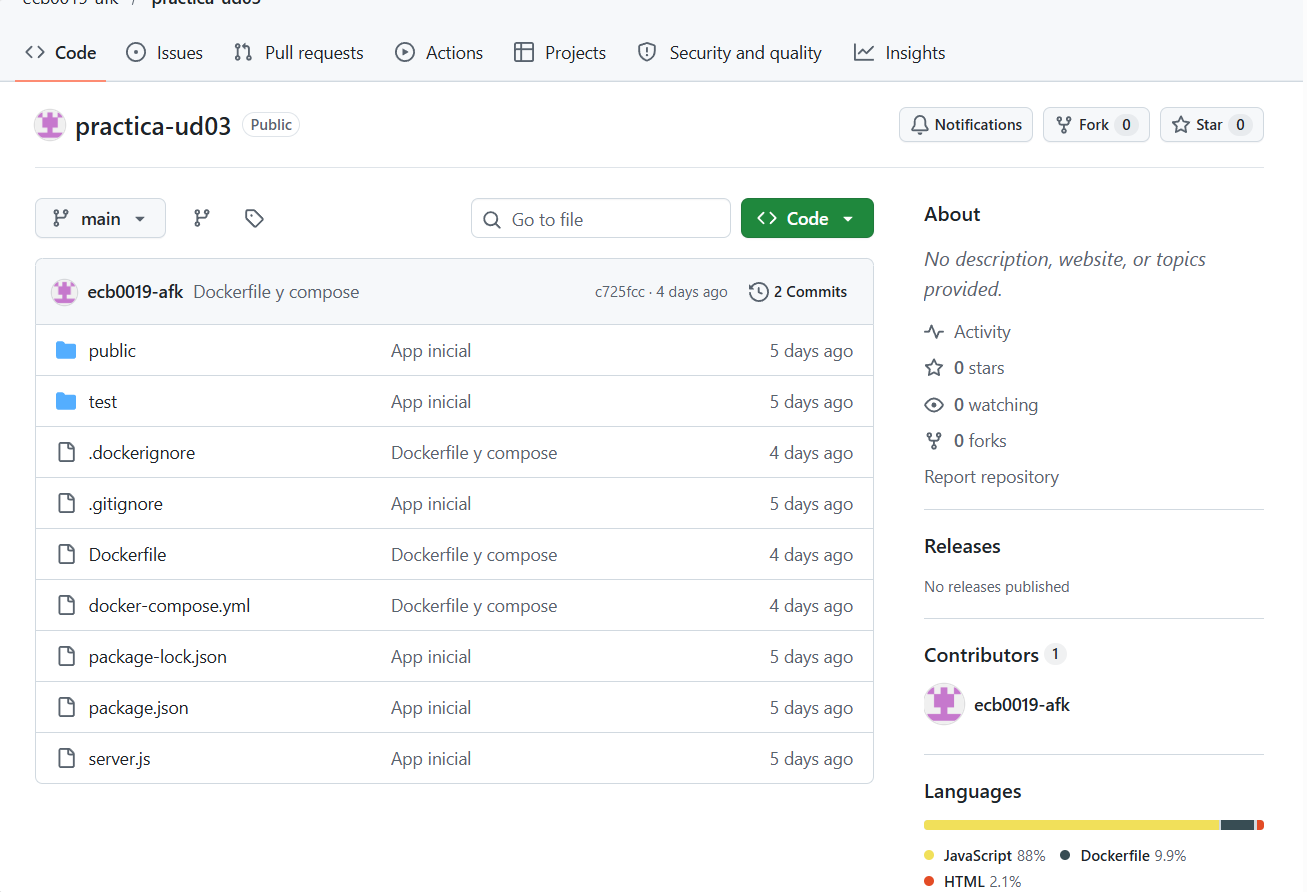 ecb0019-afk / practica-ud03
Code Issues Pull requests Actions Projects Security and quality Insights
practica-ud03 Public Notifications Fork 0 Star 0
main Go to file Code
ecb0019-afk Dockerfile y compose c725fcc · 4 days ago 2 Commits
public App inicial 5 days ago
test App inicial 5 days ago
.dockerignore Dockerfile y compose 4 days ago
.gitignore App inicial 5 days ago
Dockerfile Dockerfile y compose 4 days ago
docker-compose.yml Dockerfile y compose 4 days ago
package-lock.json App inicial 5 days ago
package.json App inicial 5 days ago
server.js App inicial 5 days ago
About
No description, website, or topics
provided.
Activity
0 stars
0 watching
0 forks
Report repository
Releases
No releases published
Contributors 1
ecb0019-afk
Languages
JavaScript 88% Dockerfile 9.9%
HTML 2.1%